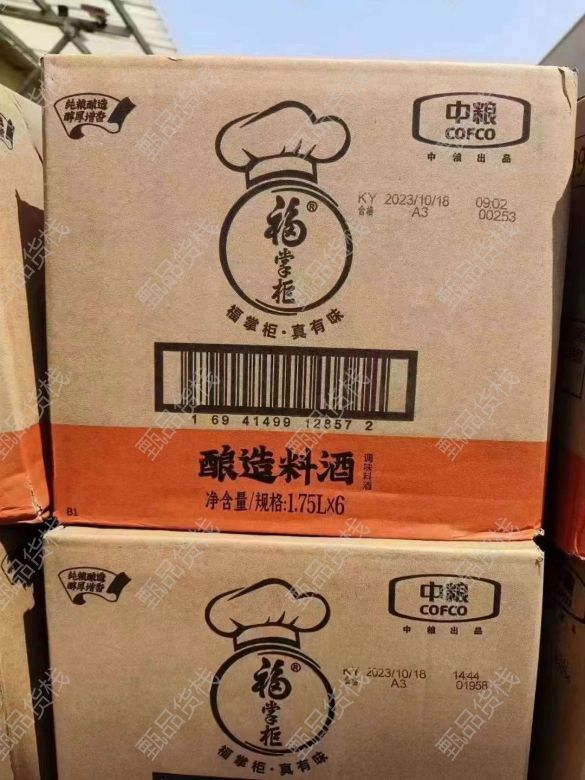 纯粮酿造
醇厚增香
中粮
COFCO
中粮出品
福掌柜®
福掌柜·真有味
KY 2023/10/18 09:02
合格 A3 00253
1 69 41499 12857 2
酿造料酒
调味料酒
净含量/规格:1.75L×6
B1
纯粮酿造
醇厚增香
中粮
COFCO
中粮出品
福掌柜®
福掌柜·真有味
KY 2023/10/18 14:44
合格 A3 01958
甄品货栈